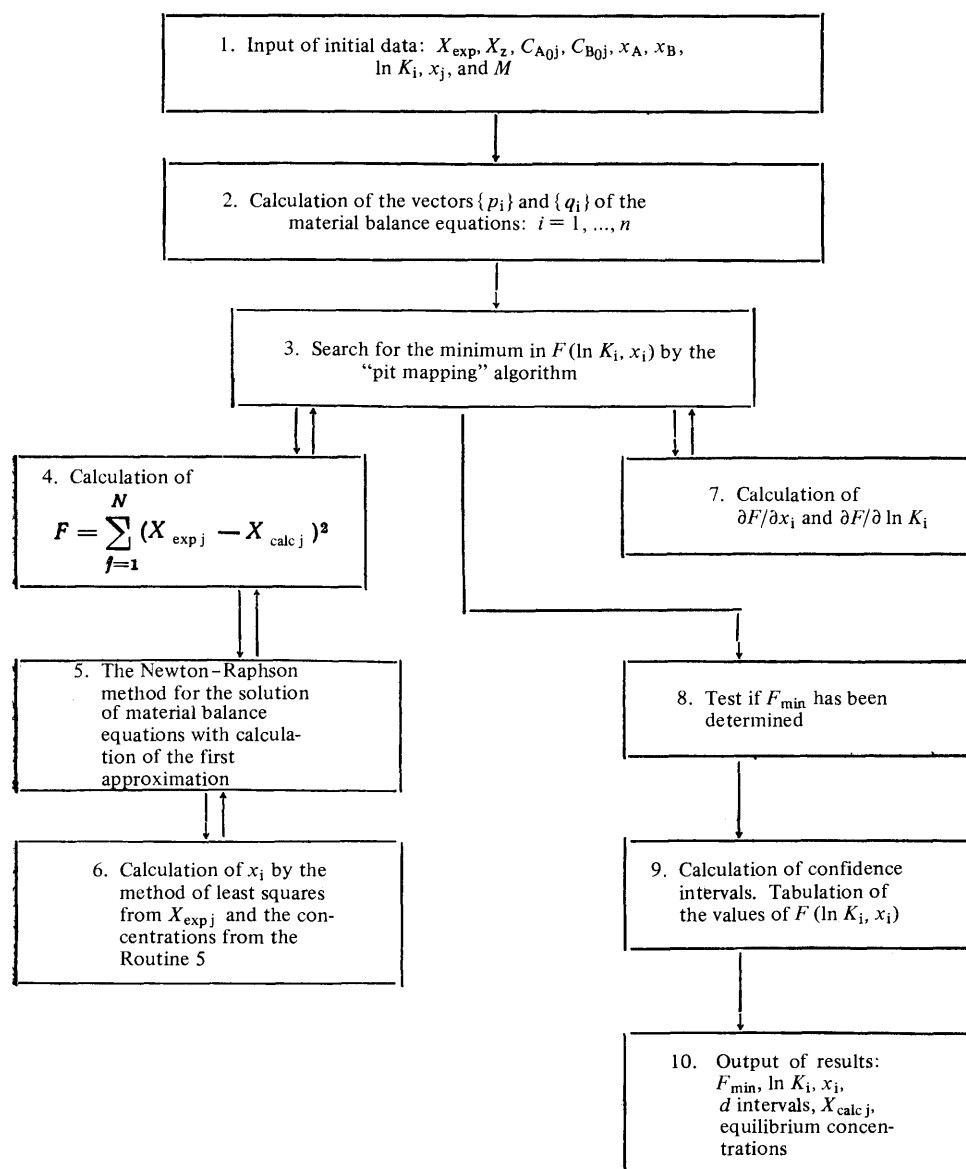 1. Input of initial data: X_exp, X_z, C_A0j, C_B0j, x_A, x_B,
ln K_i, x_j, and M
2. Calculation of the vectors {p_i} and {q_i} of the
material balance equations: i = 1, ..., n
3. Search for the minimum in F (ln K_i, x_i) by the
“pit mapping” algorithm
4. Calculation of
F = \sum_{j=1}^{N} (X_{exp j} − X_{calc j})^2
5. The Newton–Raphson
method for the solution
of material balance
equations with calcula-
tion of the first
approximation
6. Calculation of x_i by the
method of least squares
from X_exp j and the con-
centrations from the
Routine 5
7. Calculation of
∂F/∂x_i and ∂F/∂ ln K_i
8. Test if F_min has been
determined
9. Calculation of confidence
intervals. Tabulation of
the values of F (ln K_i, x_i)
10. Output of results:
F_min, ln K_i, x_i,
d intervals, X_calc j,
equilibrium concen-
trations